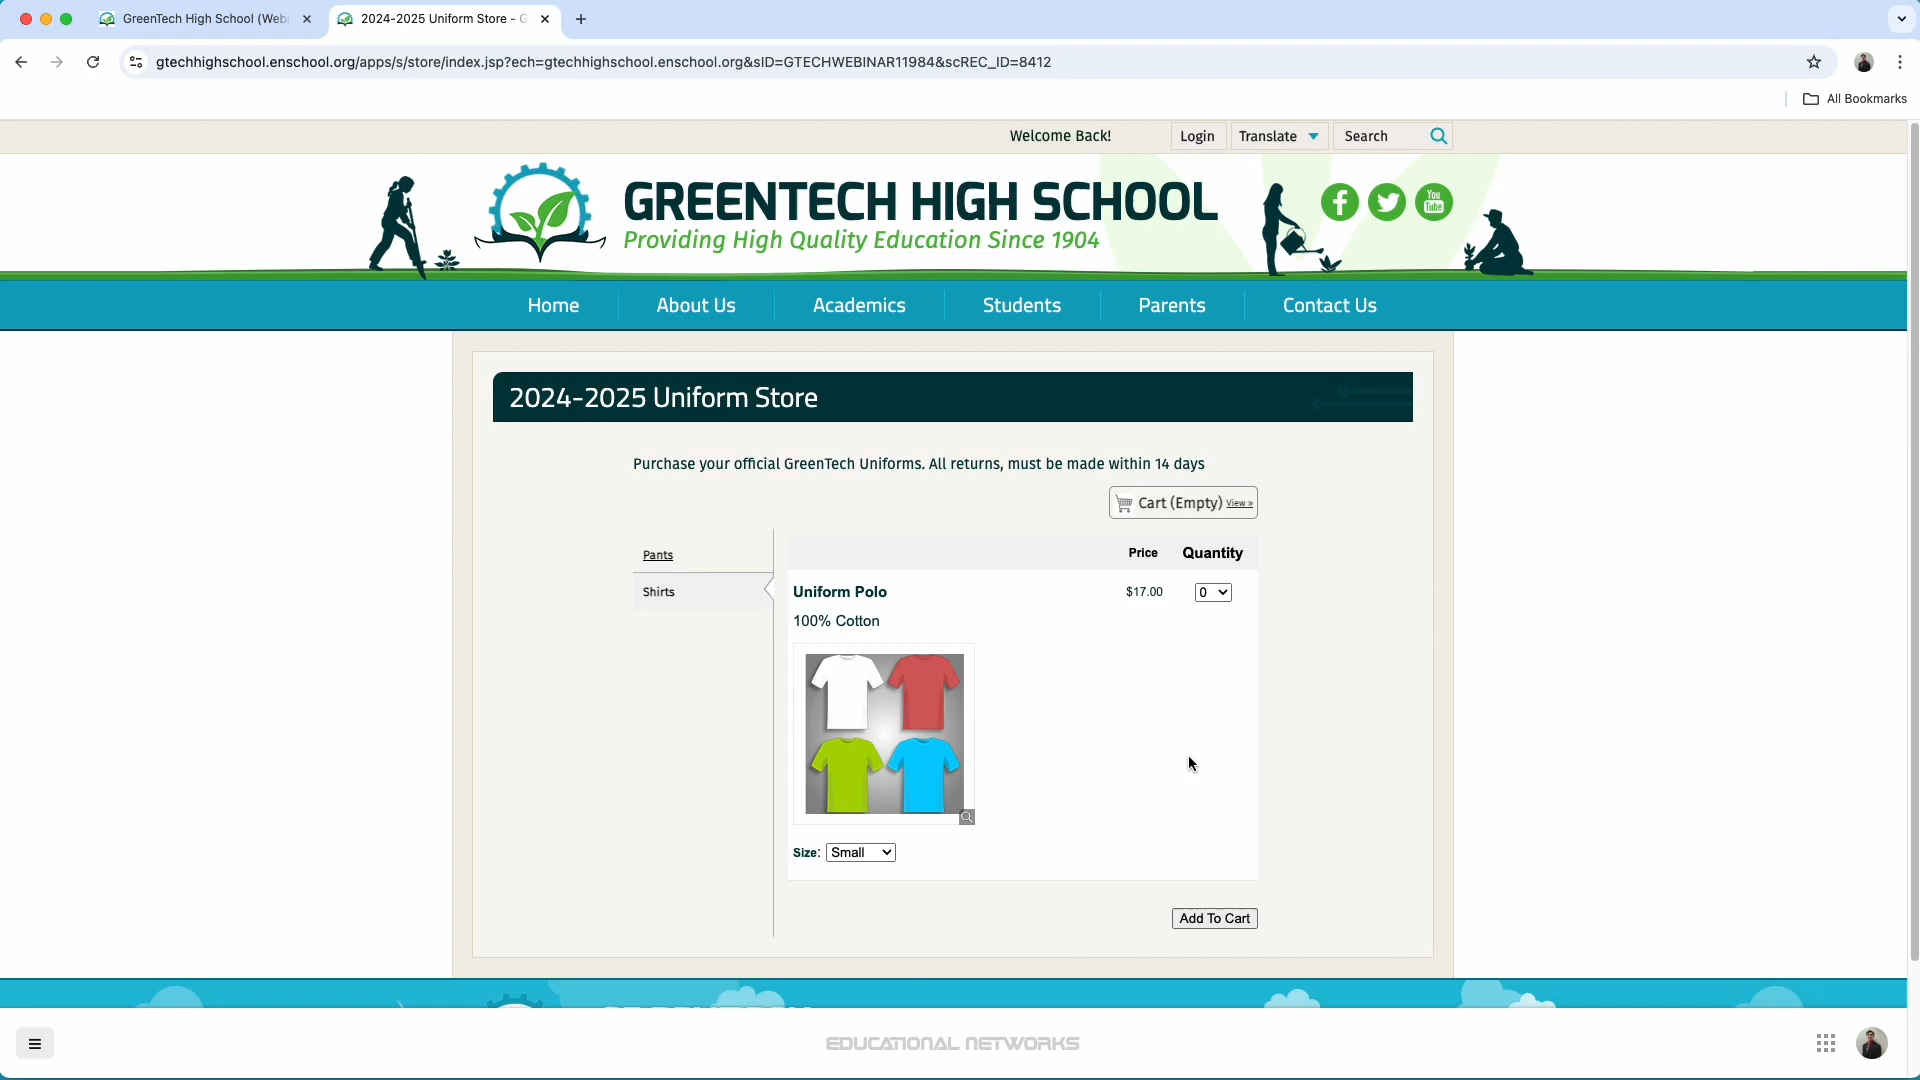 GreenTech High School (Web
2024-2025 Uniform Store - G
gtechhighschool.enschool.org/apps/s/store/index.jsp?ech=gtechhighschool.enschool.org&sID=GTECHWEBINAR11984&scREC_ID=8412
All Bookmarks
Welcome Back!
Login
Translate
Search
GREENTECH HIGH SCHOOL
Providing High Quality Education Since 1904
You
Tube
Home
About Us
Academics
Students
Parents
Contact Us
2024-2025 Uniform Store
Purchase your official GreenTech Uniforms. All returns, must be made within 14 days
Cart (Empty) View »
Pants
Shirts
Price
Quantity
Uniform Polo
$17.00
0
100% Cotton
Size: Small
Add To Cart
EDUCATIONAL NETWORKS